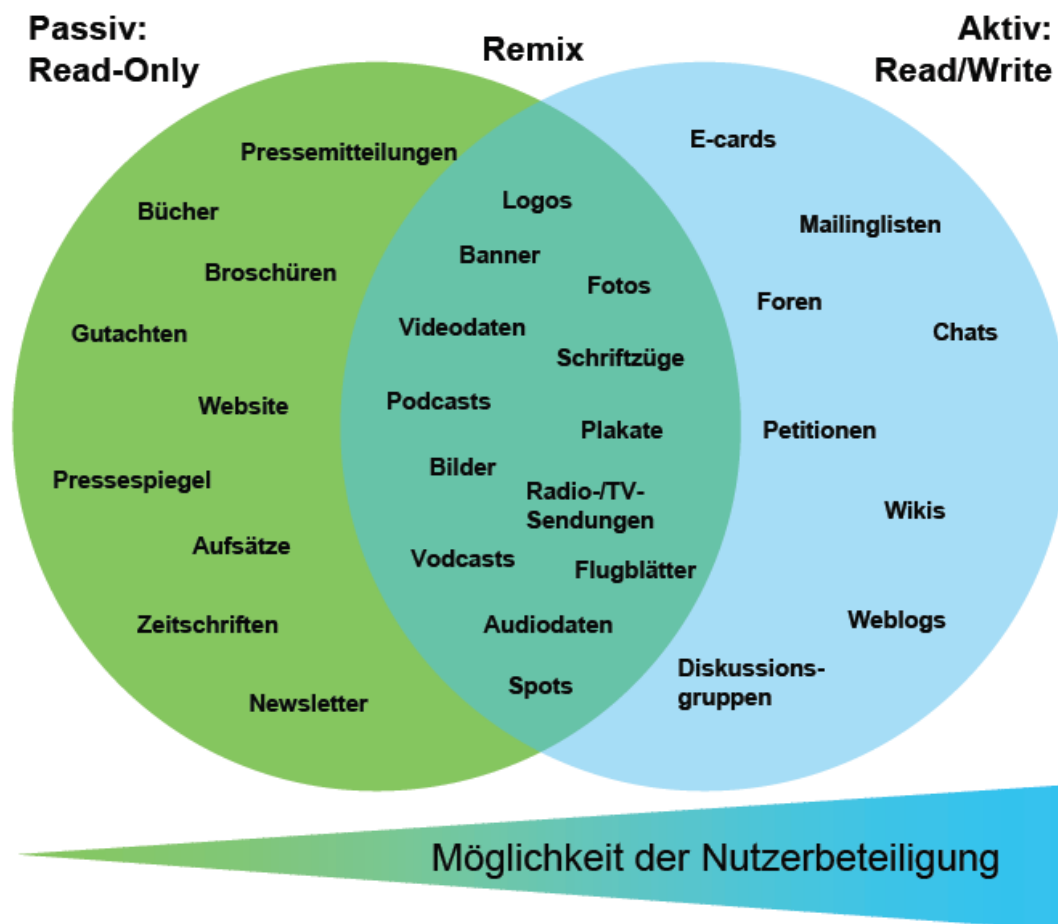 Passiv:
Read-Only
Remix
Aktiv:
Read/Write
Pressemitteilungen
Bücher
Broschüren
Gutachten
Website
Pressespiegel
Aufsätze
Zeitschriften
Newsletter
Logos
Banner
Fotos
Videodaten
Schriftzüge
Podcasts
Plakate
Bilder
Radio-/TV-
Sendungen
Vodcasts
Flugblätter
Audiodaten
Spots
E-cards
Mailinglisten
Foren
Chats
Petitionen
Wikis
Weblogs
Diskussions-
gruppen
Möglichkeit der Nutzerbeteiligung